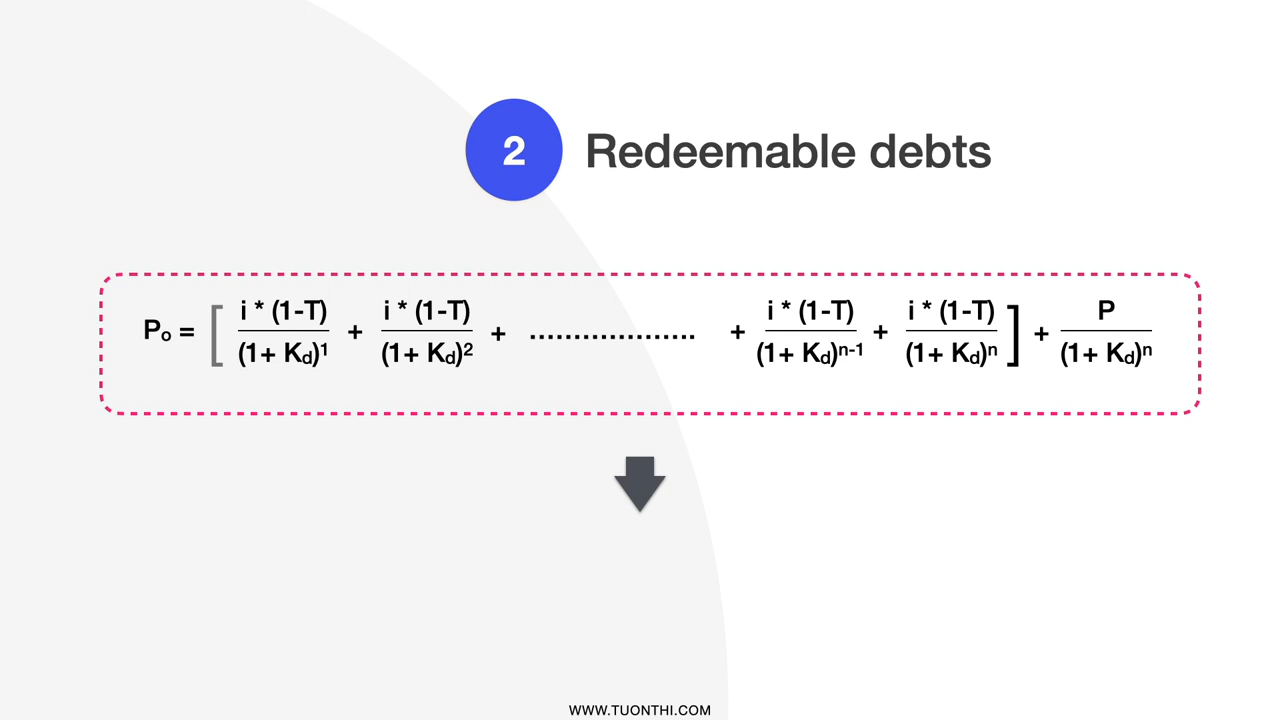 2
Redeemable debts
Po = [ i * (1-T) / (1+ Kd)1 + i * (1-T) / (1+ Kd)2 + ................... + i * (1-T) / (1+ Kd)n-1 + i * (1-T) / (1+ Kd)n ] + P / (1+ Kd)n
WWW.TUONTHI.COM